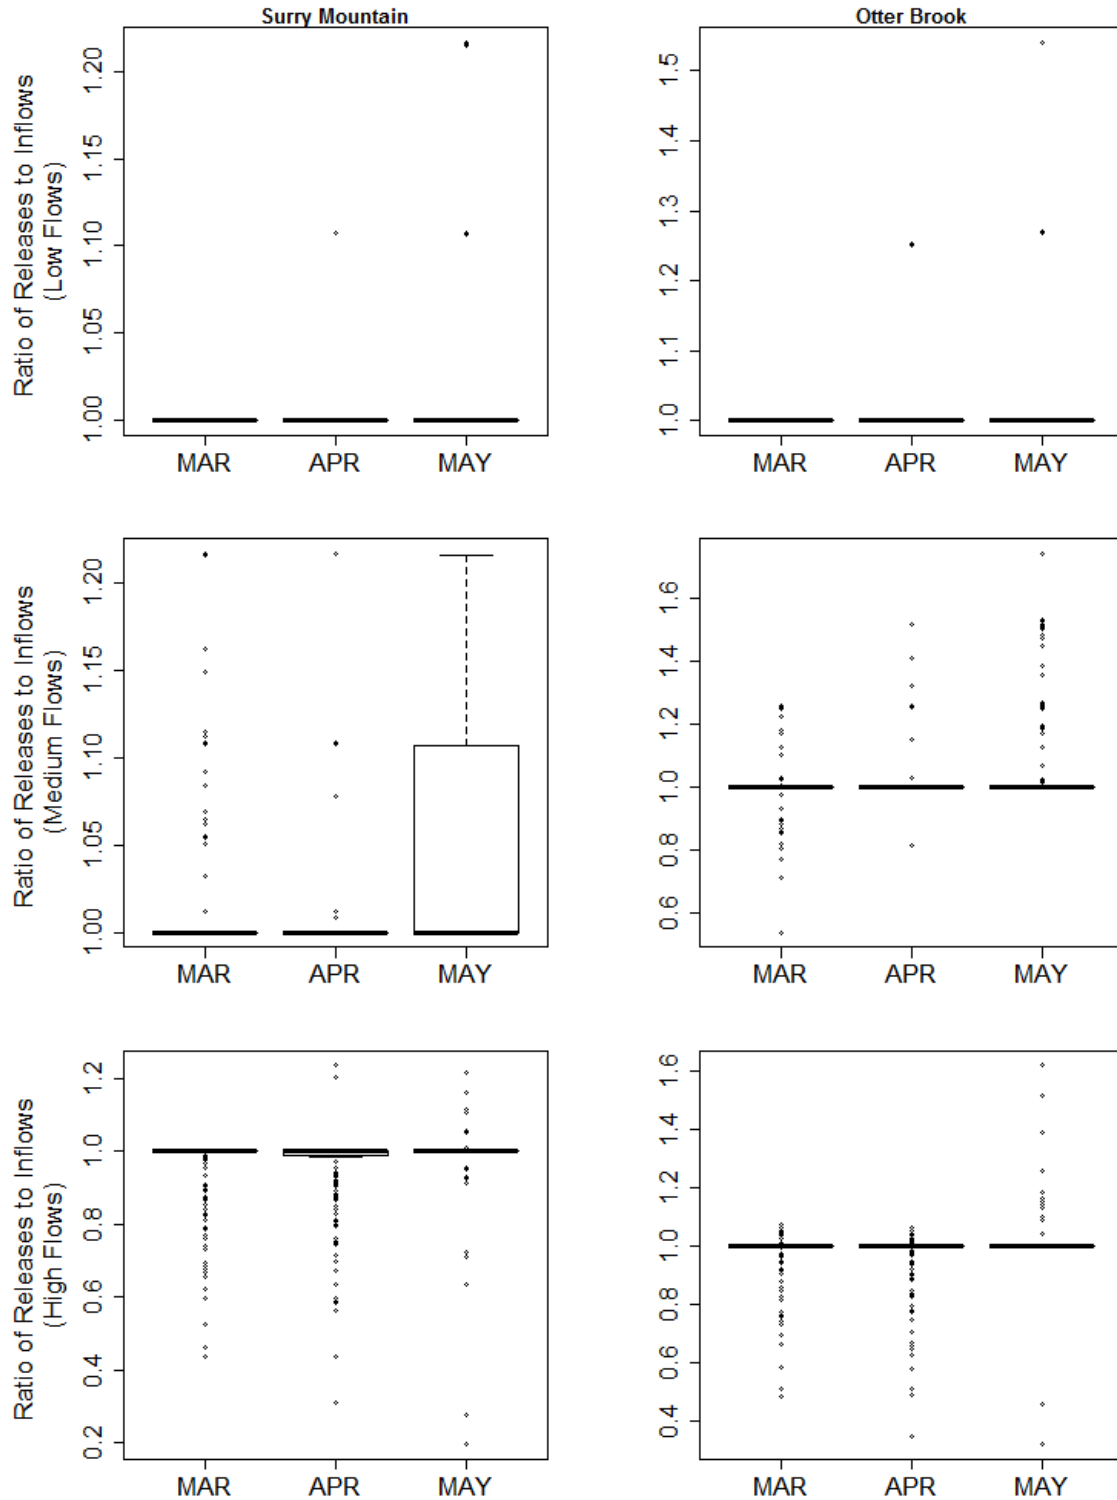 Surry Mountain
Otter Brook
Ratio of Releases to Inflows
(Low Flows)
1.20
1.15
1.10
1.05
1.00
MAR APR MAY
1.5
1.4
1.3
1.2
1.1
1.0
MAR APR MAY
Ratio of Releases to Inflows
(Medium Flows)
1.20
1.15
1.10
1.05
1.00
MAR APR MAY
1.6
1.4
1.2
1.0
0.8
0.6
MAR APR MAY
Ratio of Releases to Inflows
(High Flows)
1.2
1.0
0.8
0.6
0.4
0.2
MAR APR MAY
1.6
1.4
1.2
1.0
0.8
0.6
0.4
MAR APR MAY